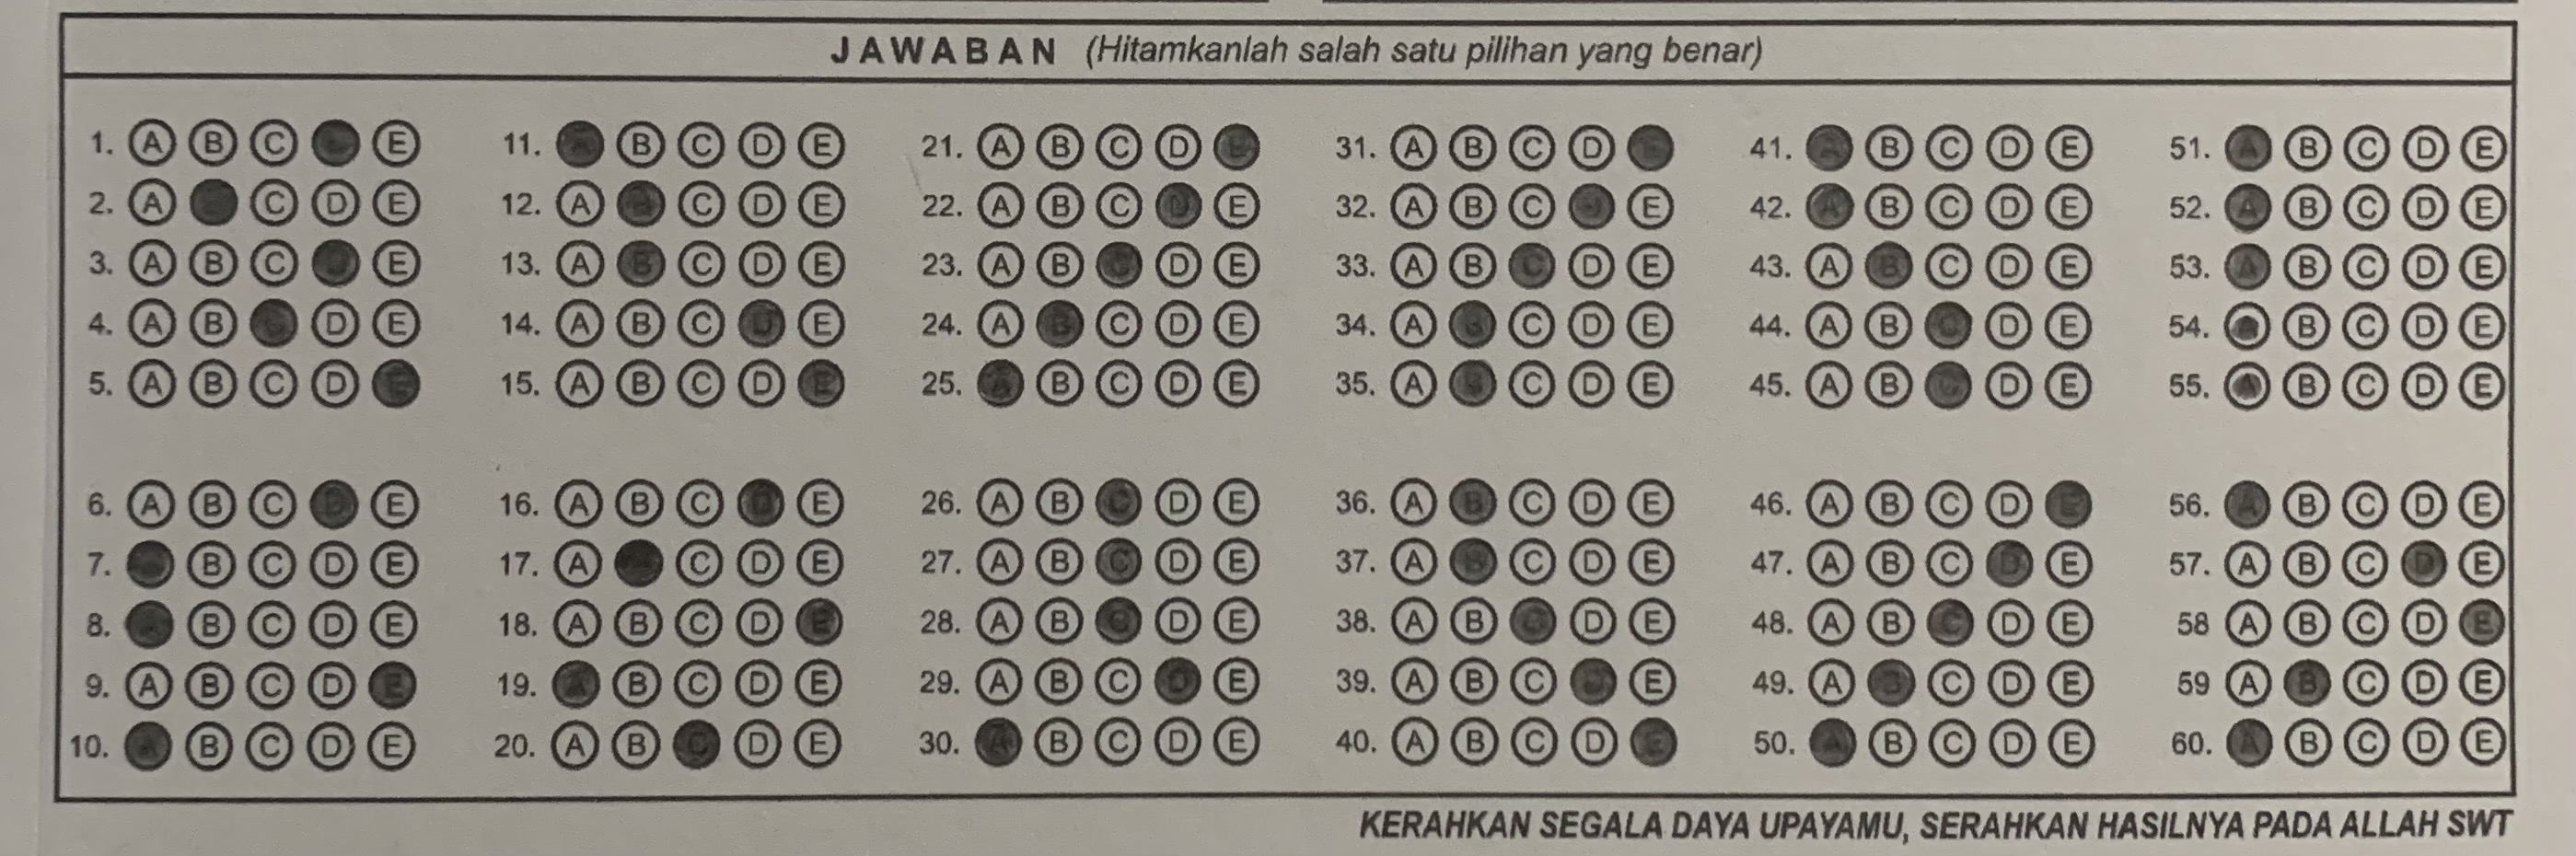 JAWABAN (Hitamkanlah salah satu pilihan yang benar)
1. A B C E 11. B C D E 21. A B C D E 31. A B C D 41. A B C D E 51. A B C D E
2. A C D E 12. A C D E 22. A B C D E 32. A B C E 42. A B C D E 52. A B C D E
3. A B C E 13. A B C D E 23. A B C D E 33. A B C D E 43. A B C D E 53. A B C D E
4. A B D E 14. A B C D E 24. A B C D E 34. A B C D E 44. A B C D E 54. A B C D E
5. A B C D E 15. A B C D E 25. A B C D E 35. A B C D E 45. A B C D E 55. A B C D E
6. A B C D E 16. A B C D E 26. A B C D E 36. A B C D E 46. A B C D E 56. A B C D E
7. B C D E 17. A C D E 27. A B C D E 37. A B C D E 47. A B C D E 57. A B C D E
8. B C D E 18. A B C D E 28. A B C D E 38. A B C D E 48. A B C D E 58 A B C D E
9. A B C D E 19. A B C D E 29. A B C D E 39. A B C E 49. A B C D E 59 A B C D E
10. A B C D E 20. A B C D E 30. A B C D E 40. A B C D E 50. A B C D E 60. A B C D E
KERAHKAN SEGALA DAYA UPAYAMU, SERAHKAN HASILNYA PADA ALLAH SWT